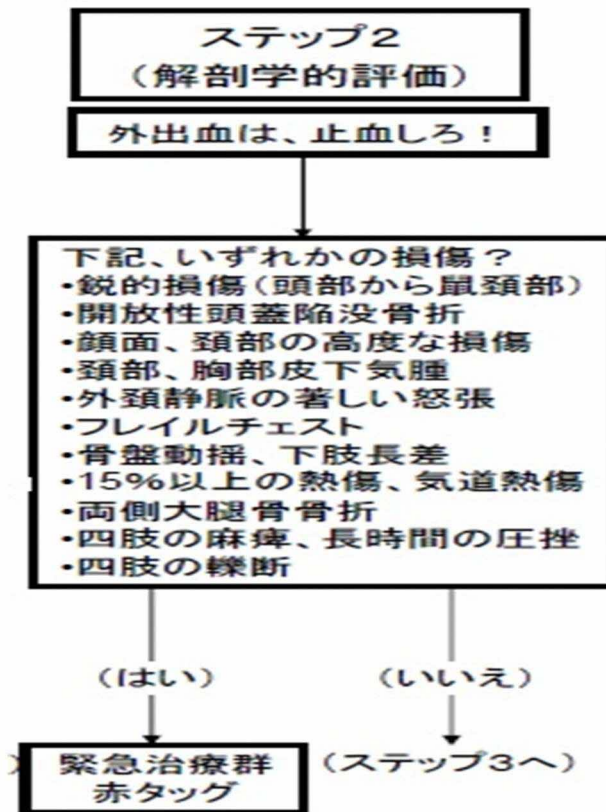 ステップ2
(解剖学的評価)
外出血は、止血しろ!
下記、いずれかの損傷?
・鋭的損傷(頭部から鼠頚部)
・開放性頭蓋陥没骨折
・顔面、頚部の高度な損傷
・頚部、胸部皮下気腫
・外頚静脈の著しい怒張
・フレイルチェスト
・骨盤動揺、下肢長差
・15%以上の熱傷、気道熱傷
・両側大腿骨骨折
・四肢の麻痺、長時間の圧挫
・四肢の轢断
(はい) (いいえ)
緊急治療群 (ステップ3へ)
赤タッグ